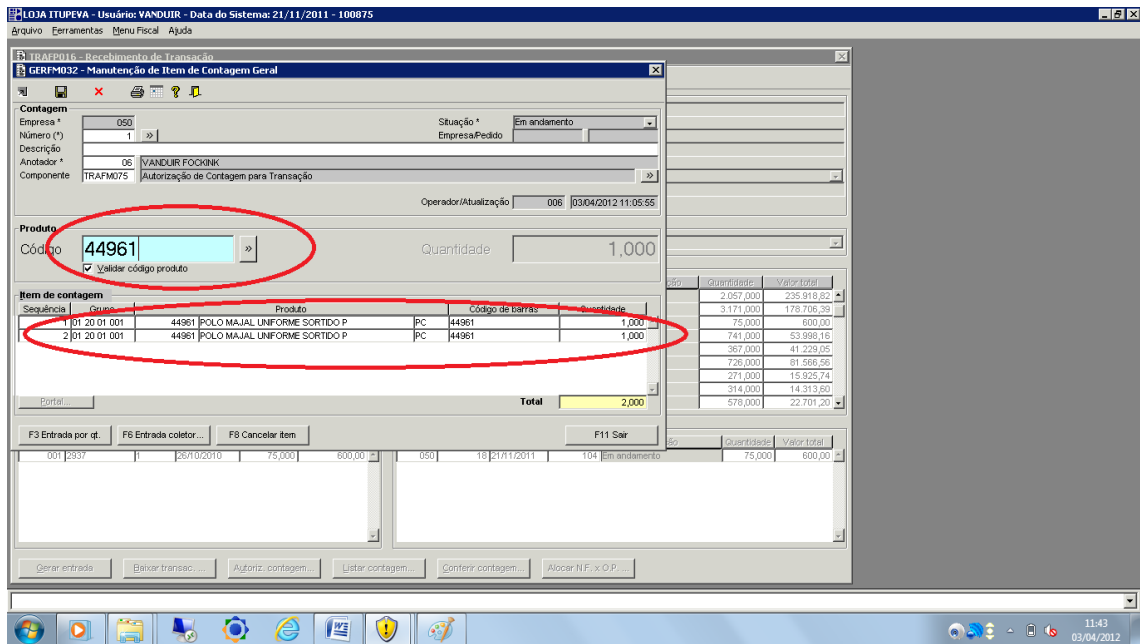 LOJA ITUPEVA - Usuário: VANDUIR - Data do Sistema: 21/11/2011 - 100875
Arquivo Ferramentas Menu Fiscal Ajuda
TRAFP016 - Recebimento de Transação
GERFM032 - Manutenção de Item de Contagem Geral
Contagem
Empresa * 050 Situação * Em andamento
Número (*) 1 » Empresa/Pedido
Descrição
Anotador * 06 VANDUIR FOCKINK
Componente TRAFM075 Autorização de Contagem para Transação »
Operador/Atualização 006 03/04/2012 11:05:55
Produto
Código 44961 » Quantidade 1,000
Validar código produto
Item de contagem
Sequência Grupo Produto Código de barras Quantidade
1 01 20 01 001 44961 POLO MAJAL UNIFORME SORTIDO P PC 44961 1,000
2 01 20 01 001 44961 POLO MAJAL UNIFORME SORTIDO P PC 44961 1,000
Portal... Total 2,000
F3 Entrada por qt. F6 Entrada coletor... F8 Cancelar item F11 Sair
Quantidade Valor total
2.057,000 235.918,82
3.171,000 178.706,39
75,000 600,00
741,000 53.998,16
367,000 41.229,05
726,000 81.566,56
271,000 15.925,74
314,000 14.313,60
578,000 22.701,20
Quantidade Valor total
001 2937 1 26/10/2010 75,000 600,00 050 18 21/11/2011 104 Em andamento 75,000 600,00
Gerar entrada Baixar transac. ... Autoriz. contagem... Listar contagem... Conferir contagem... Alocar N.F. x O.P. ...
11:43
03/04/2012